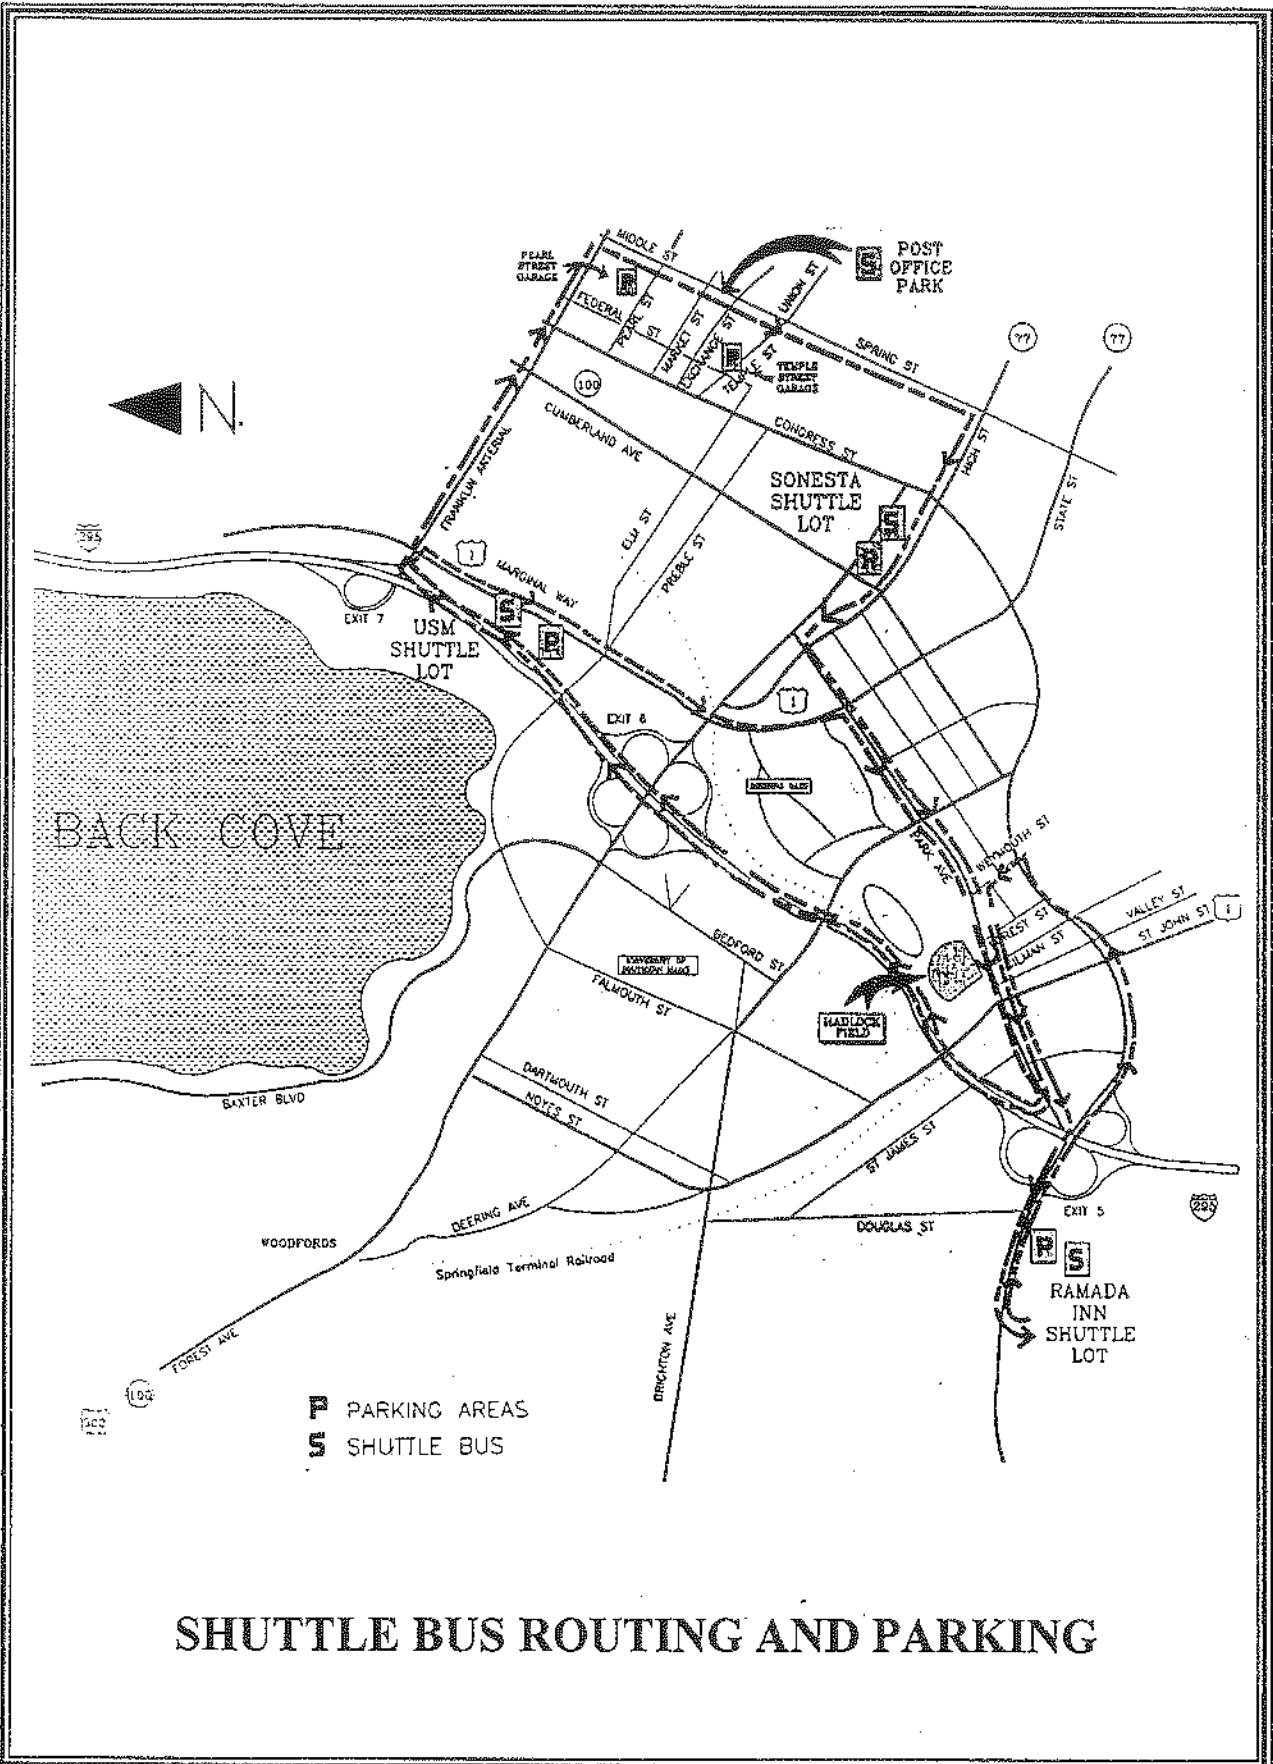 PEARL
STREET
GARAGE
MIDDLE ST
POST
OFFICE
PARK
S
P
FEDERAL ST
PEARL ST
MARKET ST
EXCHANGE ST
UNION ST
P
TEMPLE ST
TEMPLE
STREET
GARAGE
SPRING ST
77
77
N.
100
CUMBERLAND AVE
CONGRESS ST
HIGH ST
STATE ST
FRANKLIN ARTERIAL
SONESTA
SHUTTLE
LOT
S
P
ELM ST
PREBLE ST
295
1
MARGINAL WAY
EXIT 7
USM
SHUTTLE
LOT
S
P
1
EXIT 6
BACK COVE
PARK AVE
WEYMOUTH ST
VALLEY ST
ST JOHN ST
1
GILMAN ST
BEDFORD ST
UNIVERSITY OF
SOUTHERN MAINE
FALMOUTH ST
HADLOCK
FIELD
DARTMOUTH ST
NOYES ST
BAXTER BLVD
ST JAMES ST
EXIT 5
295
DEERING AVE
DOUGLAS ST
WOODFORDS
Springfield Terminal Railroad
P
S
RAMADA
INN
SHUTTLE
LOT
FOREST AVE
BRIGHTON AVE
100
302
P PARKING AREAS
S SHUTTLE BUS
SHUTTLE BUS ROUTING AND PARKING